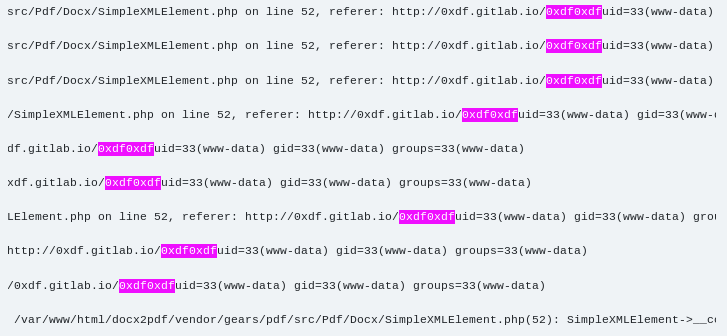 src/Pdf/Docx/SimpleXMLElement.php on line 52, referer: http://0xdf.gitlab.io/0xdf0xdfuid=33(www-data)
src/Pdf/Docx/SimpleXMLElement.php on line 52, referer: http://0xdf.gitlab.io/0xdf0xdfuid=33(www-data)
src/Pdf/Docx/SimpleXMLElement.php on line 52, referer: http://0xdf.gitlab.io/0xdf0xdfuid=33(www-data)
/SimpleXMLElement.php on line 52, referer: http://0xdf.gitlab.io/0xdf0xdfuid=33(www-data) gid=33(www-d
df.gitlab.io/0xdf0xdfuid=33(www-data) gid=33(www-data) groups=33(www-data)
xdf.gitlab.io/0xdf0xdfuid=33(www-data) gid=33(www-data) groups=33(www-data)
LElement.php on line 52, referer: http://0xdf.gitlab.io/0xdf0xdfuid=33(www-data) gid=33(www-data) grou
http://0xdf.gitlab.io/0xdf0xdfuid=33(www-data) gid=33(www-data) groups=33(www-data)
/0xdf.gitlab.io/0xdf0xdfuid=33(www-data) gid=33(www-data) groups=33(www-data)
/var/www/html/docx2pdf/vendor/gears/pdf/src/Pdf/Docx/SimpleXMLElement.php(52): SimpleXMLElement->__co